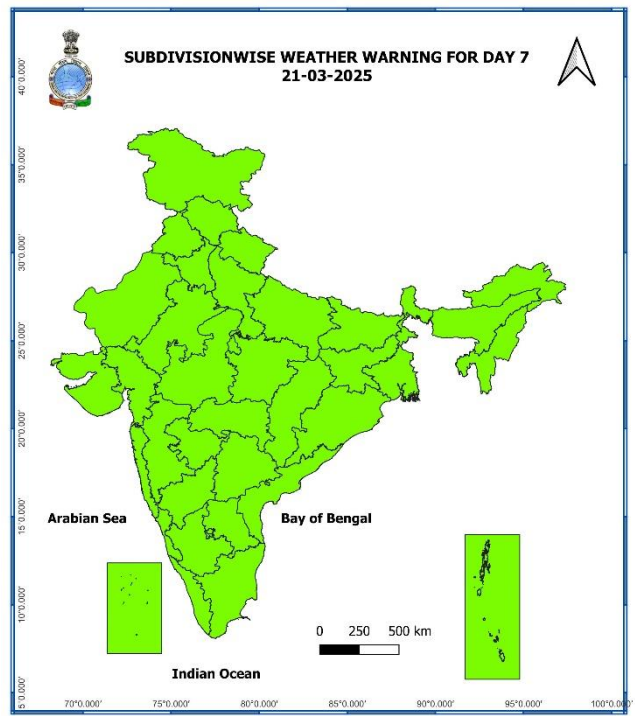 SUBDIVISIONWISE WEATHER WARNING FOR DAY 7
21-03-2025
40°0.000'
35°0.000'
30°0.000'
25°0.000'
20°0.000'
15°0.000'
10°0.000'
5°0.000'
Arabian Sea
Bay of Bengal
0 250 500 km
Indian Ocean
70°0.000' 75°0.000' 80°0.000' 85°0.000' 90°0.000' 95°0.000' 100°0.000'